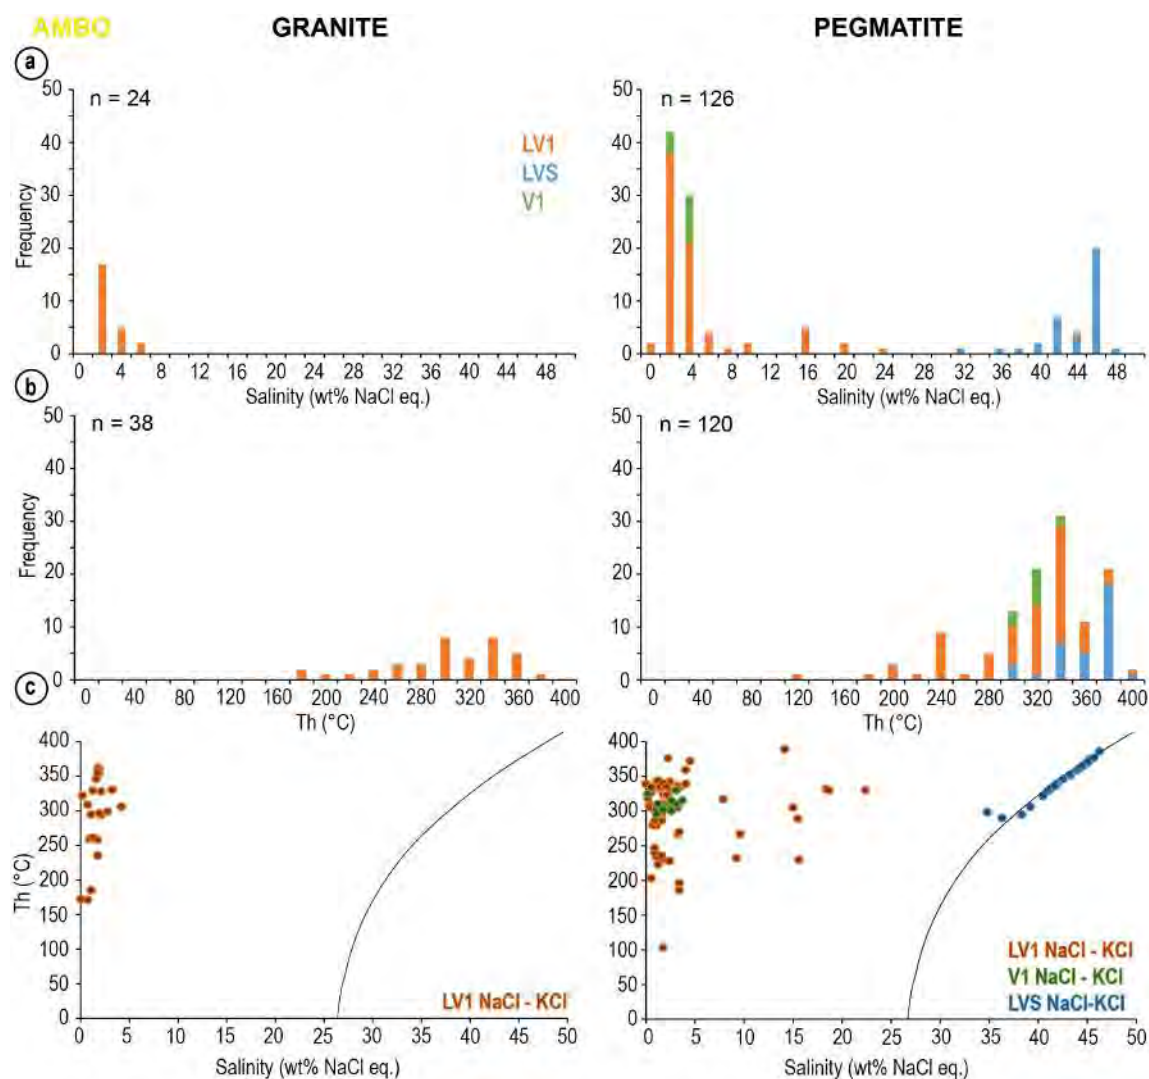 AMBO
GRANITE
PEGMATITE
a
50
40
30
20
10
0
Frequency
n = 24
LV1
LVS
V1
0 4 8 12 16 20 24 28 32 36 40 44 48
Salinity (wt% NaCl eq.)
50
40
30
20
10
0
n = 126
0 4 8 12 16 20 24 28 32 36 40 44 48
Salinity (wt% NaCl eq.)
b
50
40
30
20
10
0
Frequency
n = 38
0 40 80 120 160 200 240 280 320 360 400
Th (°C)
50
40
30
20
10
0
n = 120
0 40 80 120 160 200 240 280 320 360 400
Th (°C)
c
400
350
300
250
200
150
100
50
0
Th (°C)
LV1 NaCl - KCl
0 5 10 15 20 25 30 35 40 45 50
Salinity (wt% NaCl eq.)
400
350
300
250
200
150
100
50
0
LV1 NaCl - KCl
V1 NaCl - KCl
LVS NaCl-KCl
0 5 10 15 20 25 30 35 40 45 50
Salinity (wt% NaCl eq.)